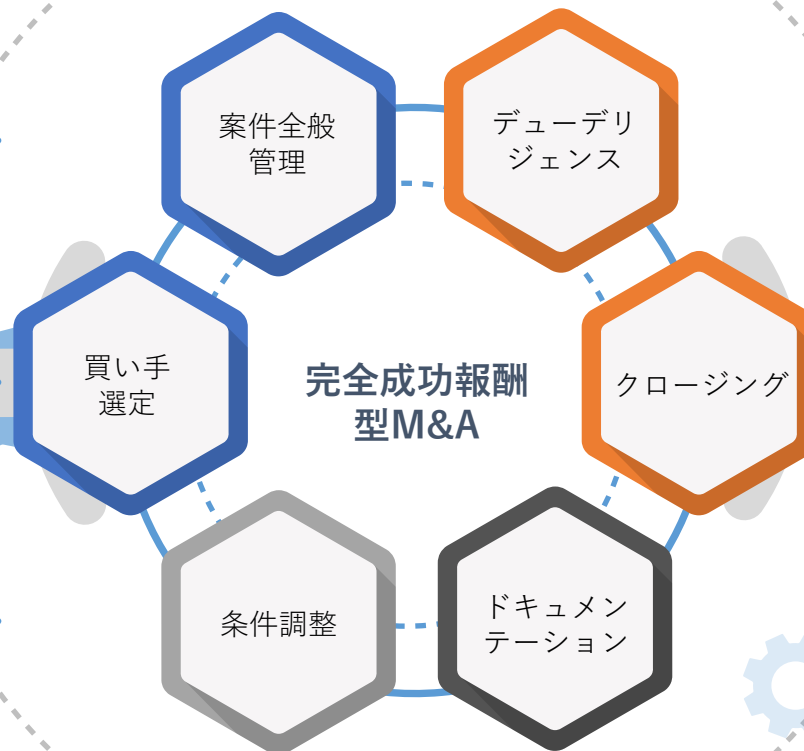 案件全般
管理
デューデリ
ジェンス
買い手
選定
完全成功報酬
型M&A
クロージング
条件調整
ドキュメン
テーション